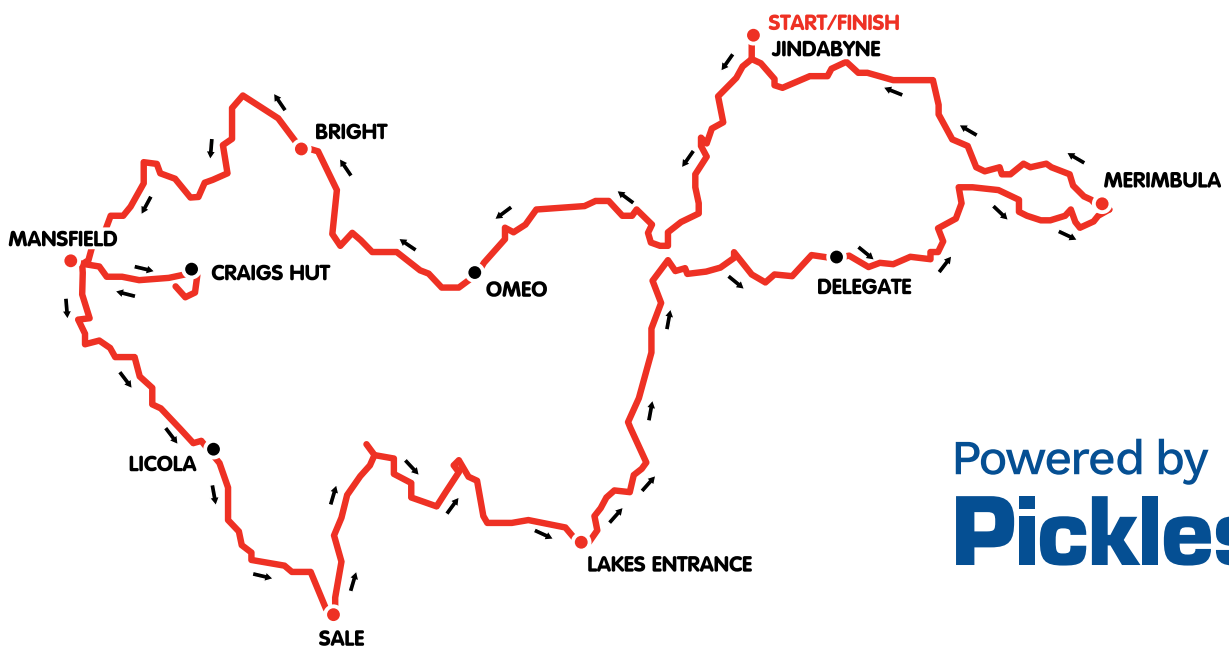 START/FINISH
JINDABYNE
BRIGHT
MERIMBULA
MANSFIELD
CRAIGS HUT
OMEO
DELEGATE
LICOLA
Powered by
Pickles
LAKES ENTRANCE
SALE